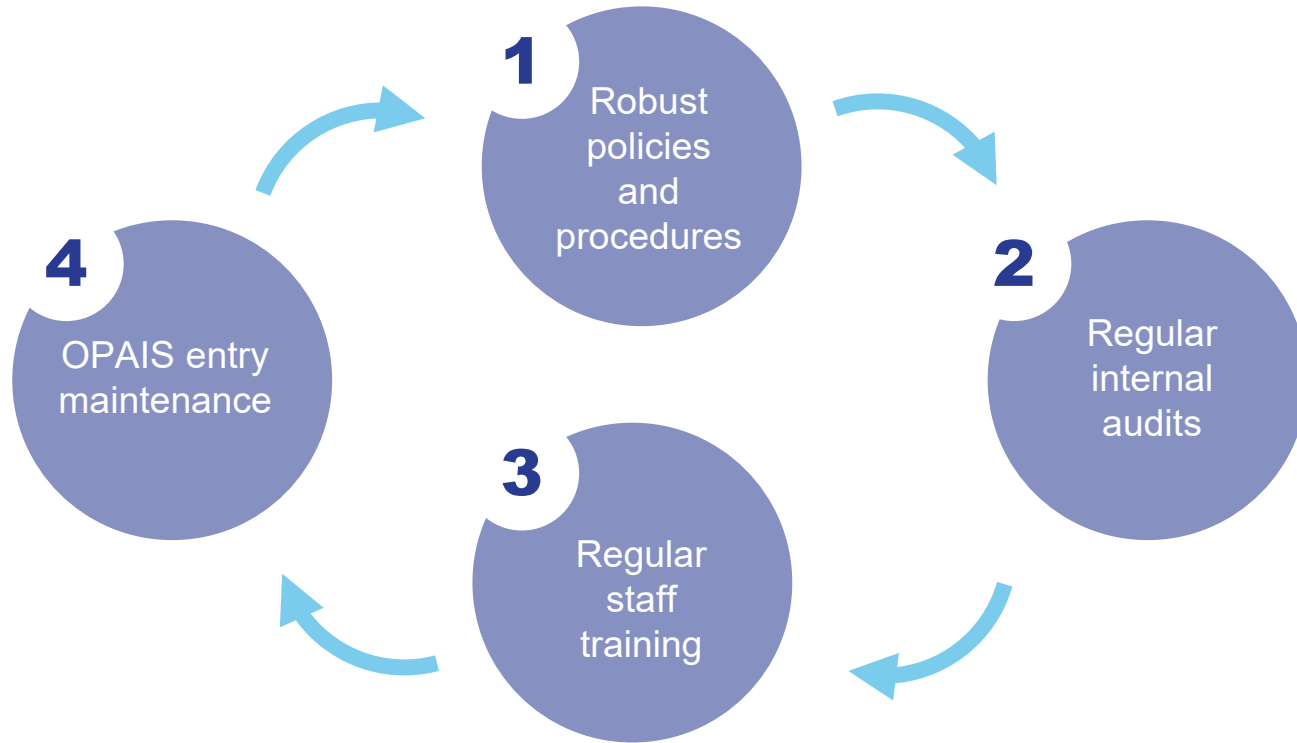 1
Robust
policies
and
procedures
2
Regular
internal
audits
3
Regular
staff
training
4
OPAIS entry
maintenance